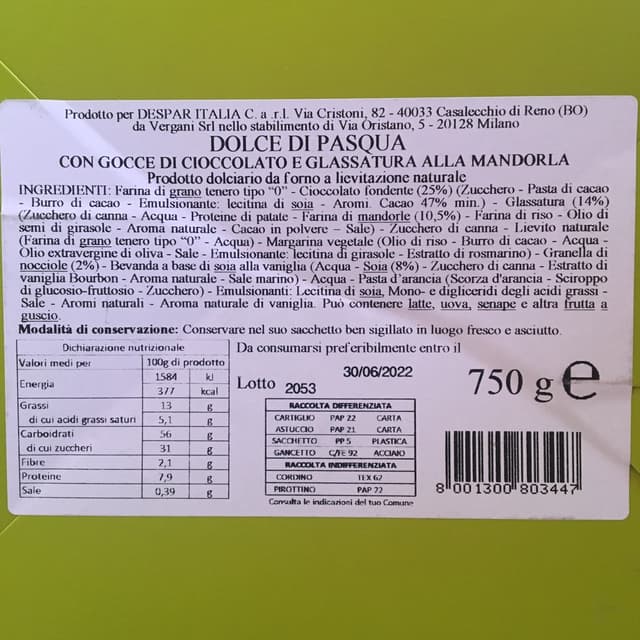 Prodotto per DESPAR ITALIA C. a .r.l. Via Cristoni, 82 - 40033 Casalecchio di Reno (BO)
da Vergani Srl nello stabilimento di Via Oristano, 5 - 20128 Milano
DOLCE DI PASQUA
CON GOCCE DI CIOCCOLATO E GLASSATURA ALLA MANDORLA
Prodotto dolciario da forno a lievitazione naturale
INGREDIENTI: Farina di grano tenero tipo "0" - Cioccolato fondente (25%) (Zucchero - Pasta di cacao
- Burro di cacao - Emulsionante: lecitina di soia - Aromi. Cacao 47% min.) - Glassatura (14%)
(Zucchero di canna - Acqua - Proteine di patate - Farina di mandorle (10,5%) - Farina di riso - Olio di
semi di girasole - Aroma naturale - Cacao in polvere – Sale) - Zucchero di canna - Lievito naturale
(Farina di grano tenero tipo "0" - Acqua) - Margarina vegetale (Olio di riso - Burro di cacao - Acqua -
Olio extravergine di oliva - Sale - Emulsionante: lecitina di girasole - Estratto di rosmarino) - Granella di
nocciole (2%) - Bevanda a base di soia alla vaniglia (Acqua - Soia (8%) - Zucchero di canna - Estratto di
vaniglia Bourbon - Aroma naturale - Sale marino) - Acqua - Pasta d'arancia (Scorza d'arancia - Sciroppo
di glucosio-fruttosio - Zucchero) - Emulsionanti: Lecitina di soia, Mono- e digliceridi degli acidi grassi -
Sale - Aromi naturali - Aroma naturale di vaniglia. Può contenere latte, uova, senape e altra frutta a
guscio.
Modalità di conservazione: Conservare nel suo sacchetto ben sigillato in luogo fresco e asciutto.
Dichiarazione nutrizionale
Valori medi per 100g di prodotto
Energia 1584 kJ
377 kcal
Grassi 13 g
di cui acidi grassi saturi 5,1 g
Carboidrati 56 g
di cui zuccheri 31 g
Fibre 2,1 g
Proteine 7,9 g
Sale 0,39 g
Da consumarsi preferibilmente entro il
30/06/2022
Lotto 2053
750 g e
RACCOLTA DIFFERENZIATA
CARTIGLIO PAP 22 CARTA
ASTUCCIO PAP 21 CARTA
SACCHETTO PP 5 PLASTICA
GANCETTO C/FE 92 ACCIAIO
RACCOLTA INDIFFERENZIATA
CORDINO TEX 62
PIROTTINO PAP 22
Consulta le indicazioni del tuo Comune
8 001300 803447